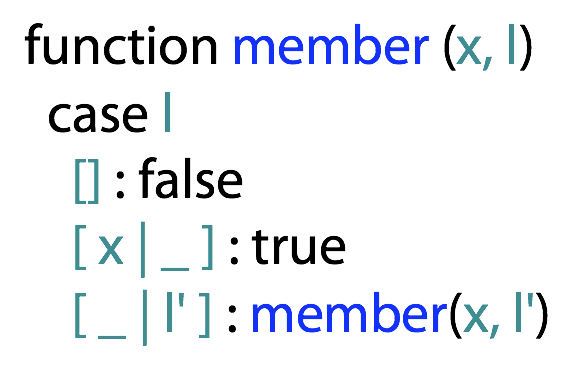 function member (x, l)
case l
[] : false
[ x | _ ] : true
[ _ | l' ] : member(x, l')